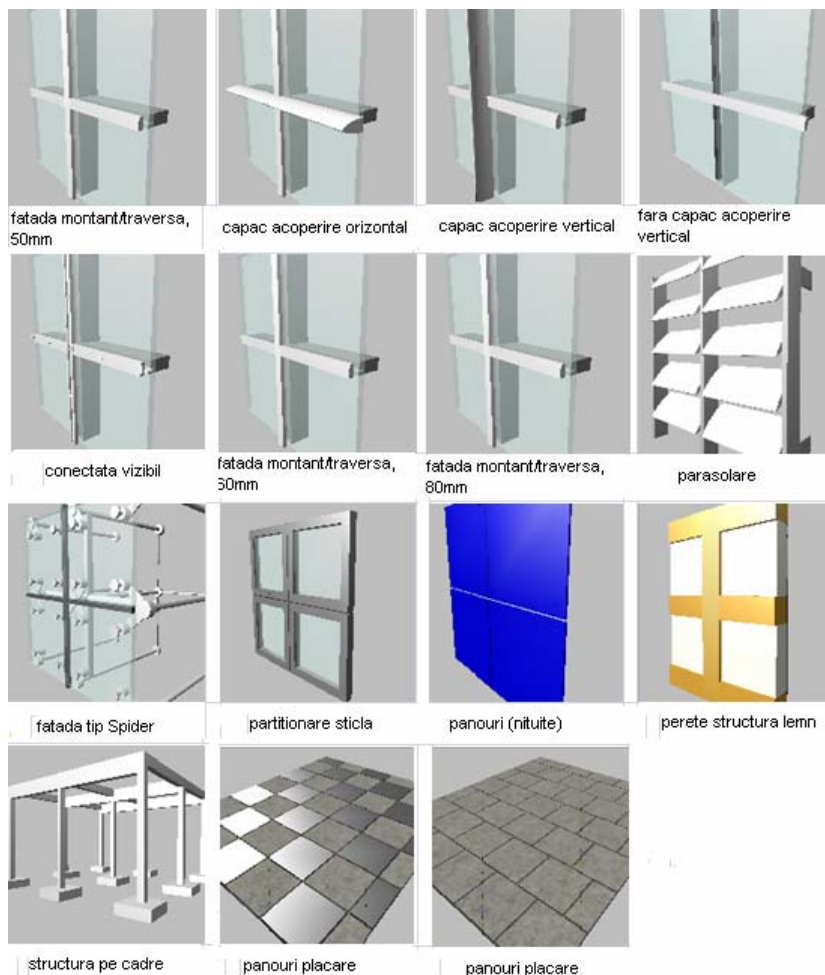 fatada montant/traversa,
50mm
capac acoperire orizontal
capac acoperire vertical
fara capac acoperire
vertical
conectata vizibil
fatada montant/traversa,
60mm
fatada montant/traversa,
80mm
parasolare
fatada tip Spider
partitionare sticla
panouri (nituite)
perete structura lemn
structura pe cadre
panouri placare
panouri placare